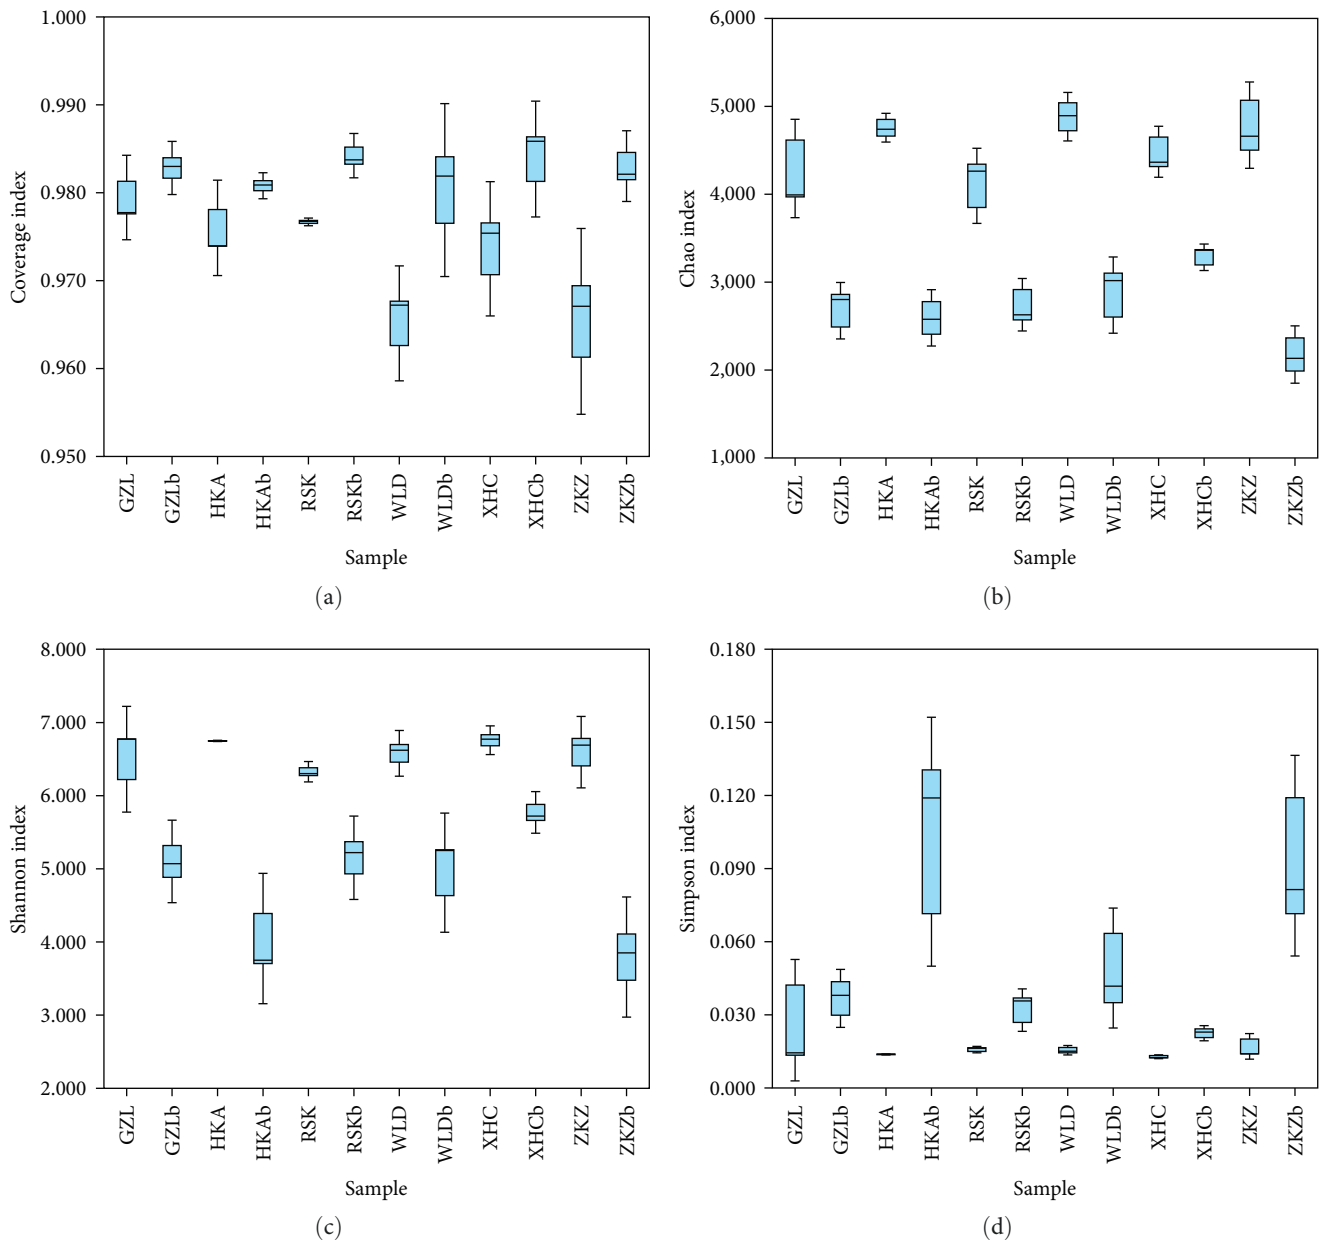 1.000
0.990
0.980
0.970
0.960
0.950
Coverage index
GZL
GZLb
HKA
HKAb
RSK
RSKb
WLD
WLDb
XHC
XHCb
ZKZ
ZKZb
Sample
(a)
6,000
5,000
4,000
3,000
2,000
1,000
Chao index
GZL
GZLb
HKA
HKAb
RSK
RSKb
WLD
WLDb
XHC
XHCb
ZKZ
ZKZb
Sample
(b)
8.000
7.000
6.000
5.000
4.000
3.000
2.000
Shannon index
GZL
GZLb
HKA
HKAb
RSK
RSKb
WLD
WLDb
XHC
XHCb
ZKZ
ZKZb
Sample
(c)
0.180
0.150
0.120
0.090
0.060
0.030
0.000
Simpson index
GZL
GZLb
HKA
HKAb
RSK
RSKb
WLD
WLDb
XHC
XHCb
ZKZ
ZKZb
Sample
(d)